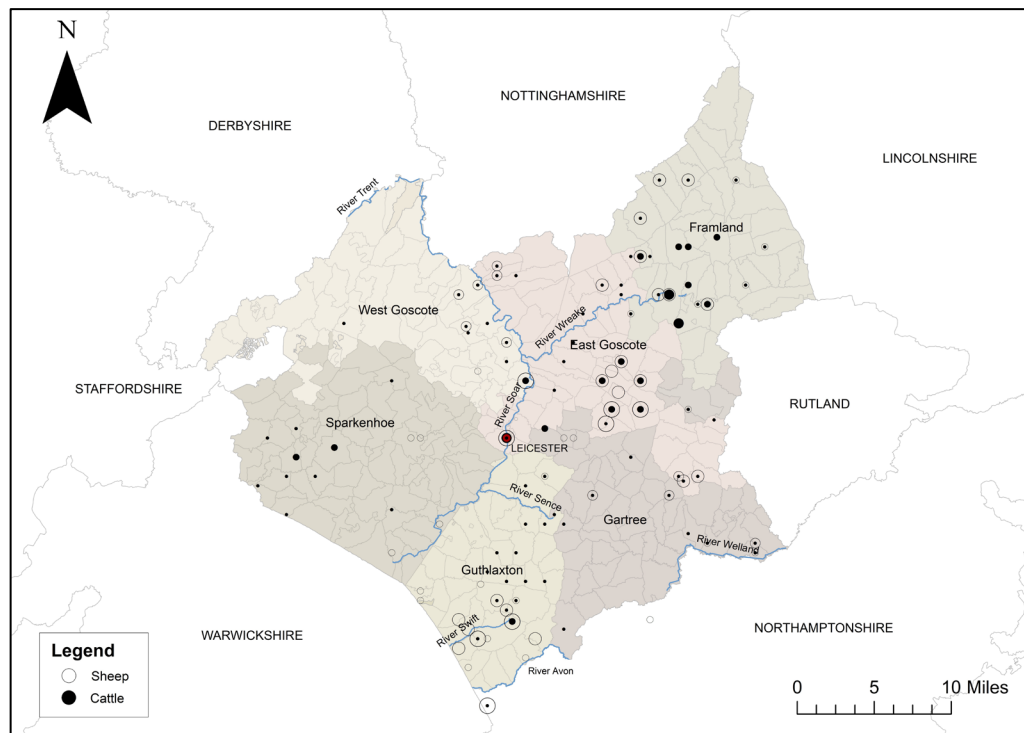 N
NOTTINGHAMSHIRE
DERBYSHIRE
LINCOLNSHIRE
River Trent
Framland
West Goscote
River Wreake
East Goscote
STAFFORDSHIRE
RUTLAND
River Soar
Sparkenhoe
LEICESTER
River Sence
Gartree
River Welland
Guthlaxton
River Swift
WARWICKSHIRE
NORTHAMPTONSHIRE
River Avon
Legend
Sheep
Cattle
0 5 10 Miles